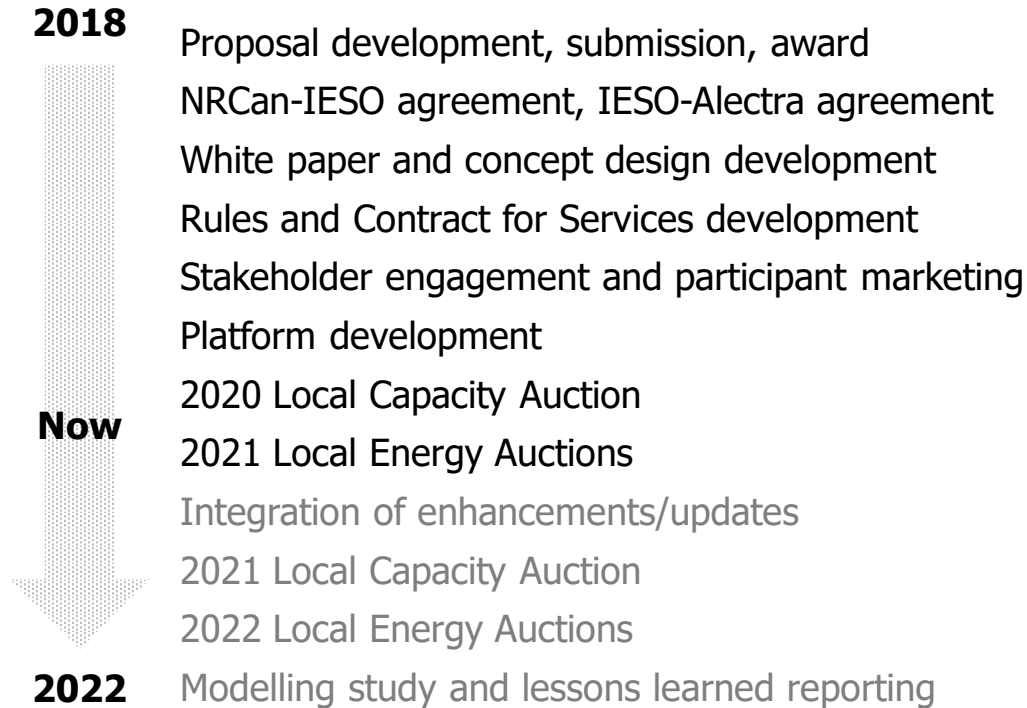 2018
Proposal development, submission, award
NRCan-IESO agreement, IESO-Alectra agreement
White paper and concept design development
Rules and Contract for Services development
Stakeholder engagement and participant marketing
Platform development
2020 Local Capacity Auction
Now
2021 Local Energy Auctions
Integration of enhancements/updates
2021 Local Capacity Auction
2022 Local Energy Auctions
2022 Modelling study and lessons learned reporting